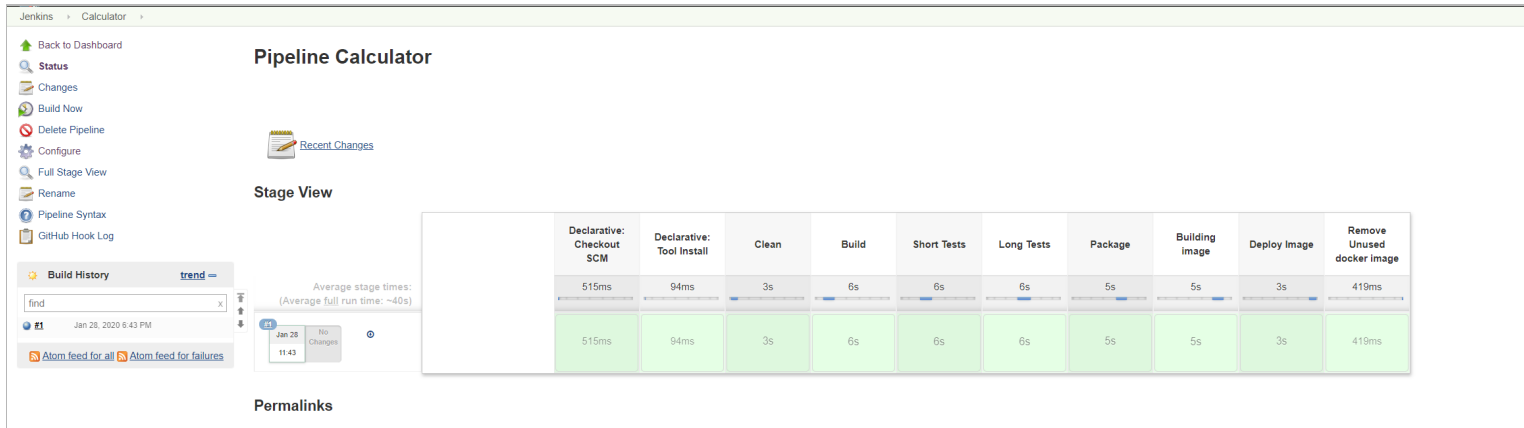 Jenkins Calculator
Back to Dashboard
Status
Changes
Build Now
Delete Pipeline
Configure
Full Stage View
Rename
Pipeline Syntax
GitHub Hook Log
Build History trend
find x
#1 Jan 28, 2020 6:43 PM
Atom feed for all Atom feed for failures
Pipeline Calculator
Recent Changes
Stage View
Declarative: Checkout SCM
Declarative: Tool Install
Clean
Build
Short Tests
Long Tests
Package
Building image
Deploy Image
Remove Unused docker image
Average stage times:
(Average full run time: ~40s)
515ms 94ms 3s 6s 6s 6s 5s 5s 3s 419ms
#1
Jan 28
11:43
No
Changes
515ms 94ms 3s 6s 6s 6s 5s 5s 3s 419ms
Permalinks